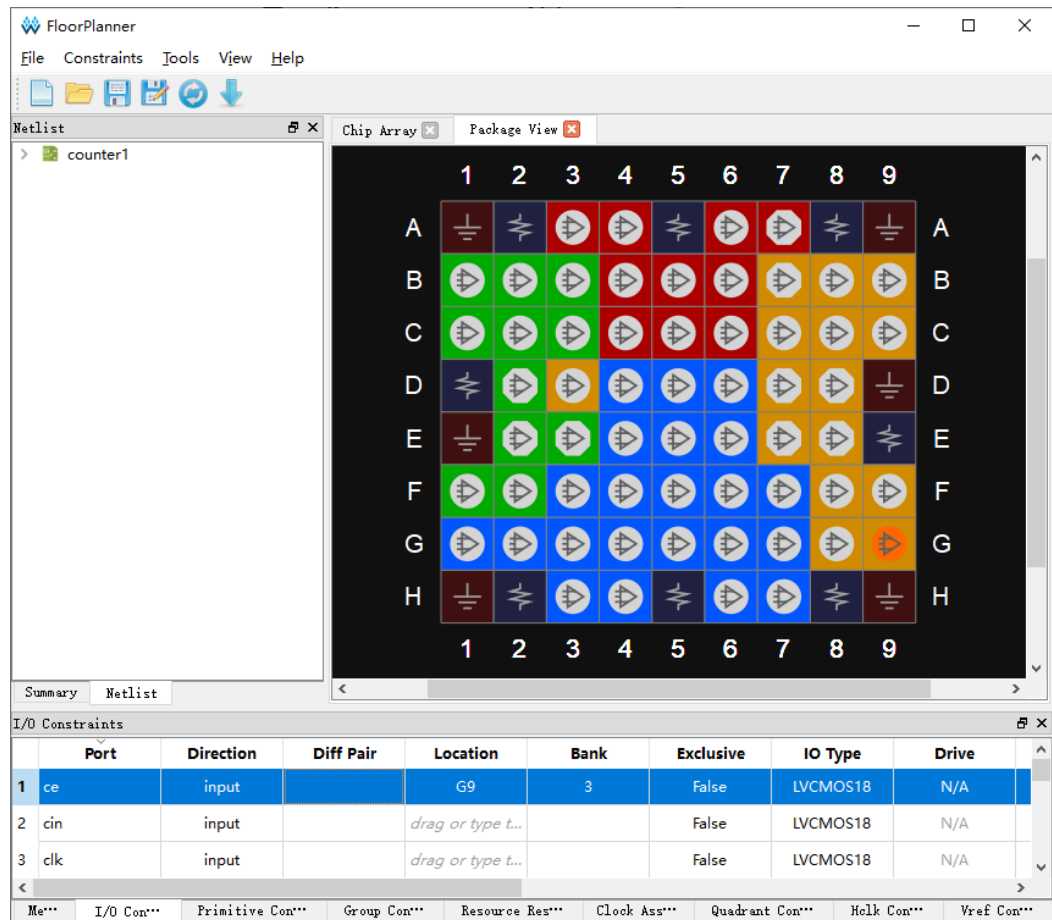 FloorPlanner
File Constraints Tools View Help
Netlist
Chip Array Package View
counter1
1 2 3 4 5 6 7 8 9
A A
B B
C C
D D
E E
F F
G G
H H
1 2 3 4 5 6 7 8 9
Summary Netlist
I/O Constraints
Port Direction Diff Pair Location Bank Exclusive IO Type Drive
1 ce input G9 3 False LVCMOS18 N/A
2 cin input drag or type t... False LVCMOS18 N/A
3 clk input drag or type t... False LVCMOS18 N/A
Me··· I/O Con··· Primitive Con··· Group Con··· Resource Res··· Clock Ass··· Quadrant Con··· Hclk Con··· Vref Con···